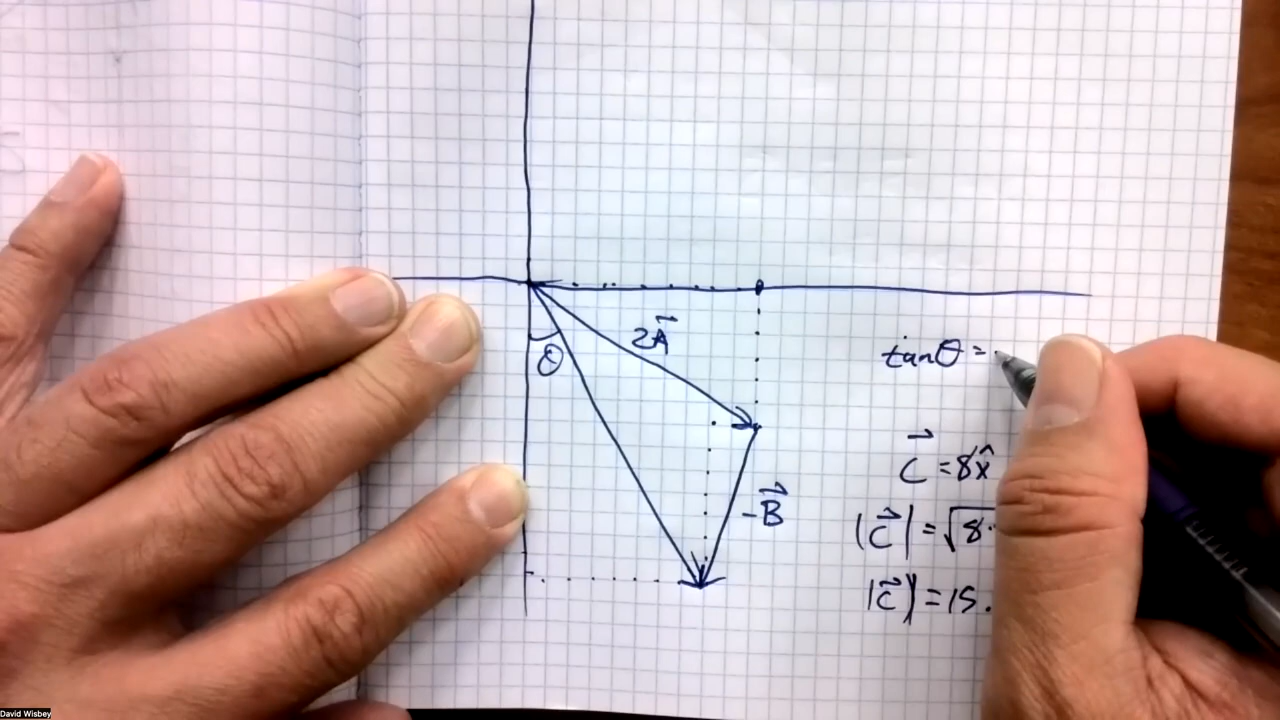 2A⃗
tanθ =
θ
C⃗ = 8x̂
-B⃗
|C⃗| = √8.
|C⃗| = 15.
David Wisbey